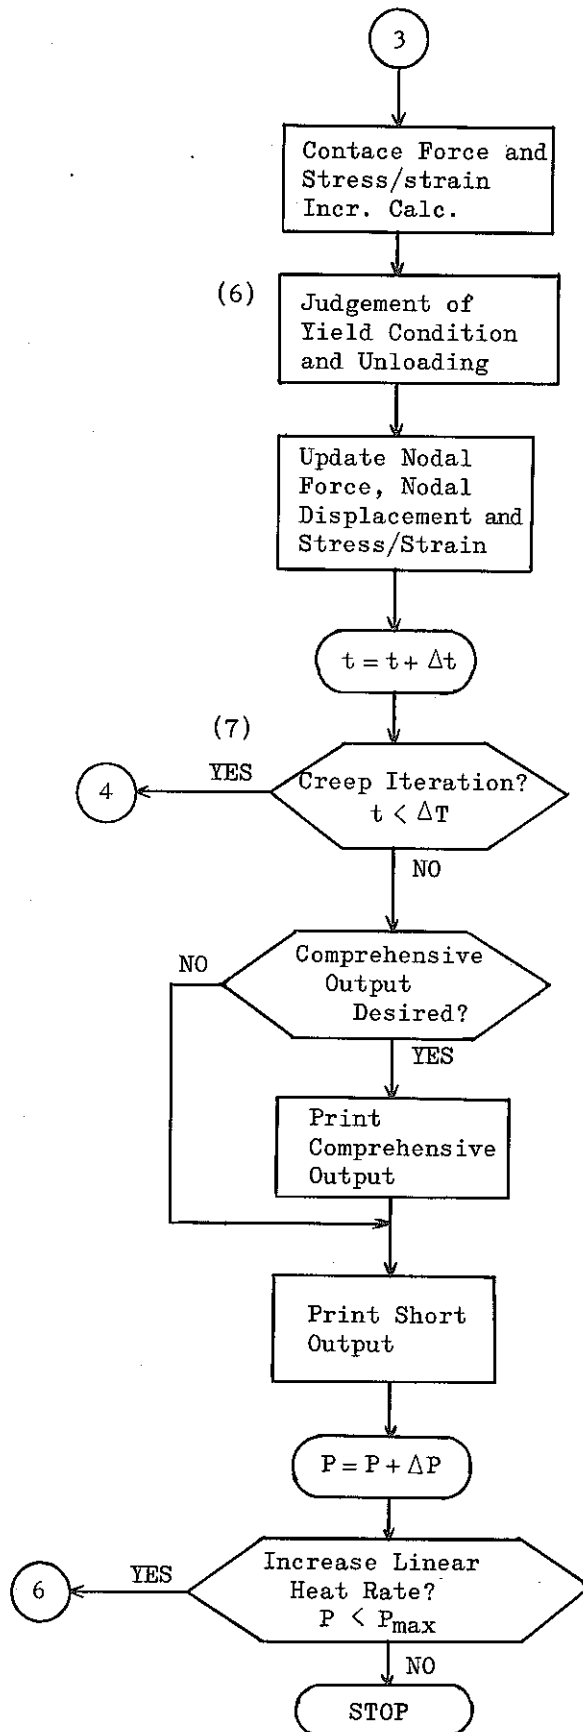 3
Contace Force and
Stress/strain
Incr. Calc.
(6)
Judgement of
Yield Condition
and Unloading
Update Nodal
Force, Nodal
Displacement and
Stress/Strain
t = t + Δt
(7)
YES
4
Creep Iteration?
t < ΔT
NO
NO
Comprehensive
Output
Desired?
YES
Print
Comprehensive
Output
Print Short
Output
P = P + ΔP
6
YES
Increase Linear
Heat Rate?
P < Pmax
NO
STOP